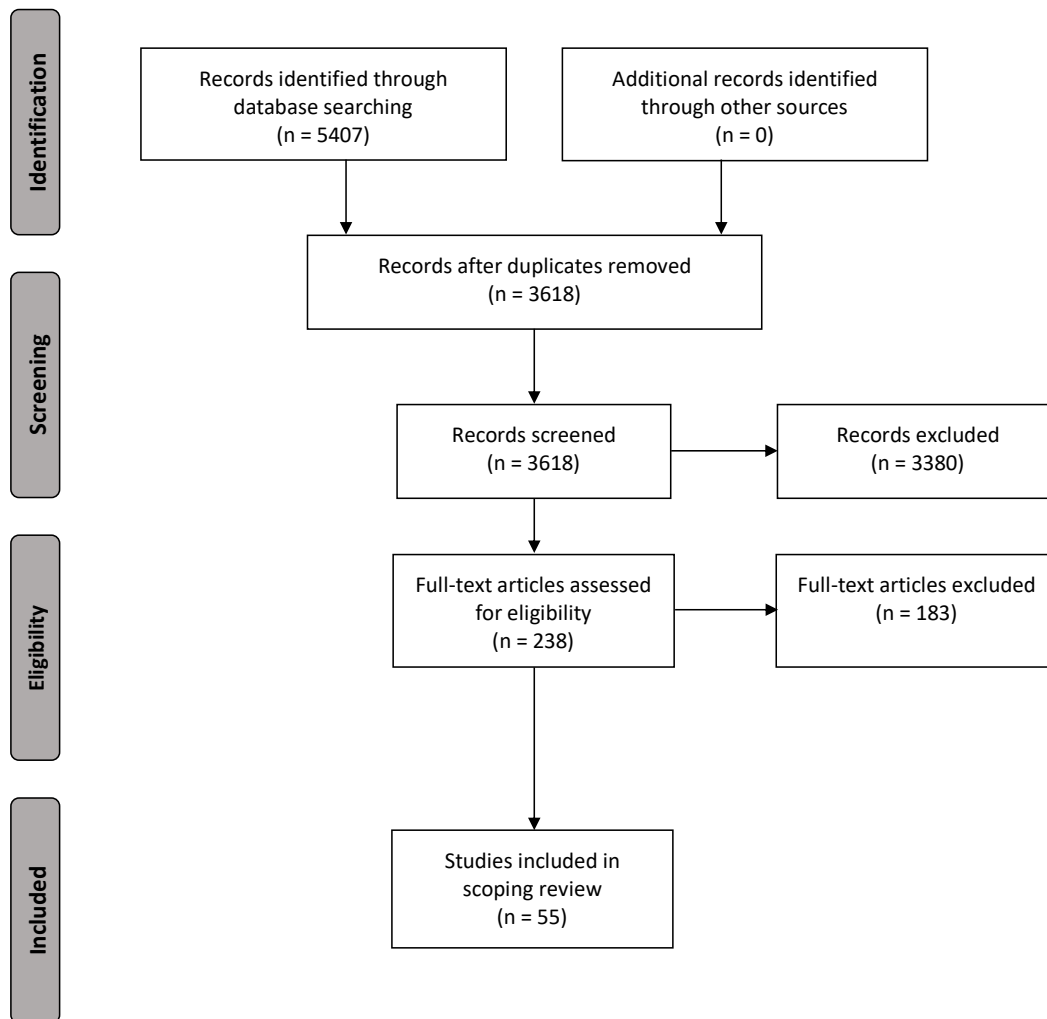 Identification
Records identified through
database searching
(n = 5407)
Additional records identified
through other sources
(n = 0)
Records after duplicates removed
(n = 3618)
Screening
Records screened
(n = 3618)
Records excluded
(n = 3380)
Eligibility
Full-text articles assessed
for eligibility
(n = 238)
Full-text articles excluded
(n = 183)
Included
Studies included in
scoping review
(n = 55)